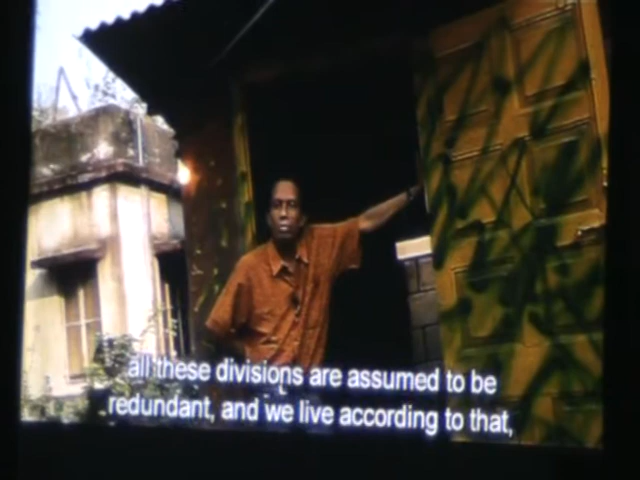 all these divisions are assumed to be
redundant, and we live according to that,